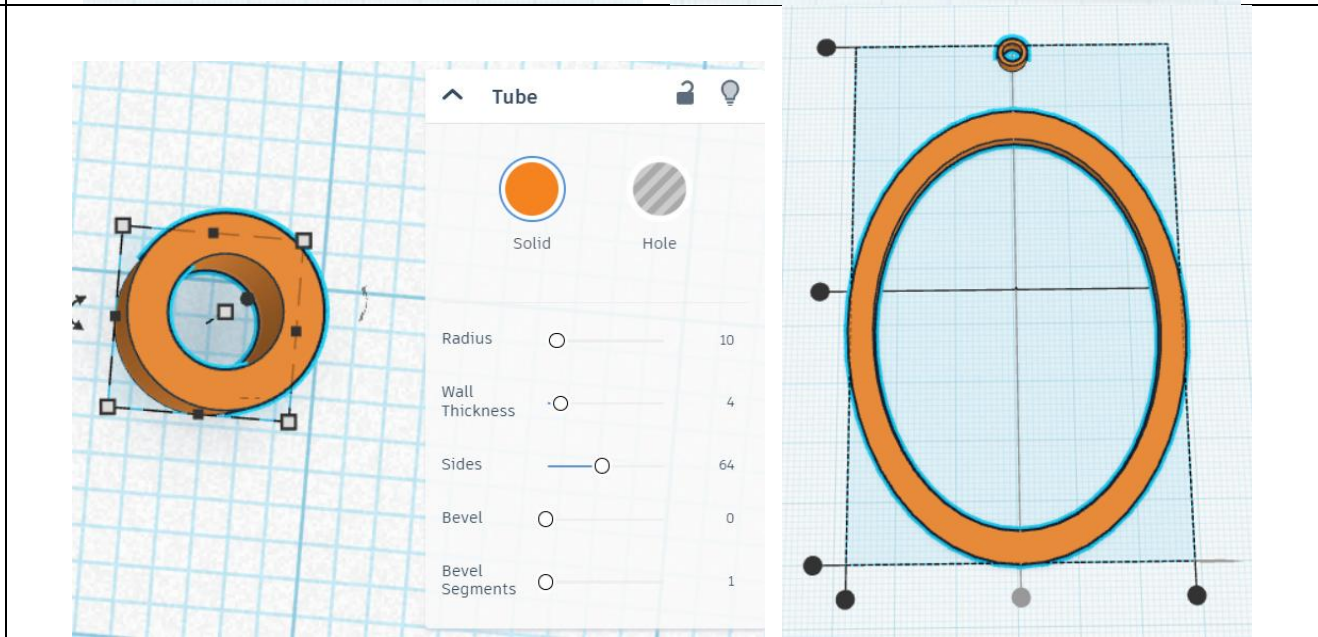 Tube
Solid Hole
Radius 10
Wall
Thickness 4
Sides 64
Bevel 0
Bevel
Segments 1